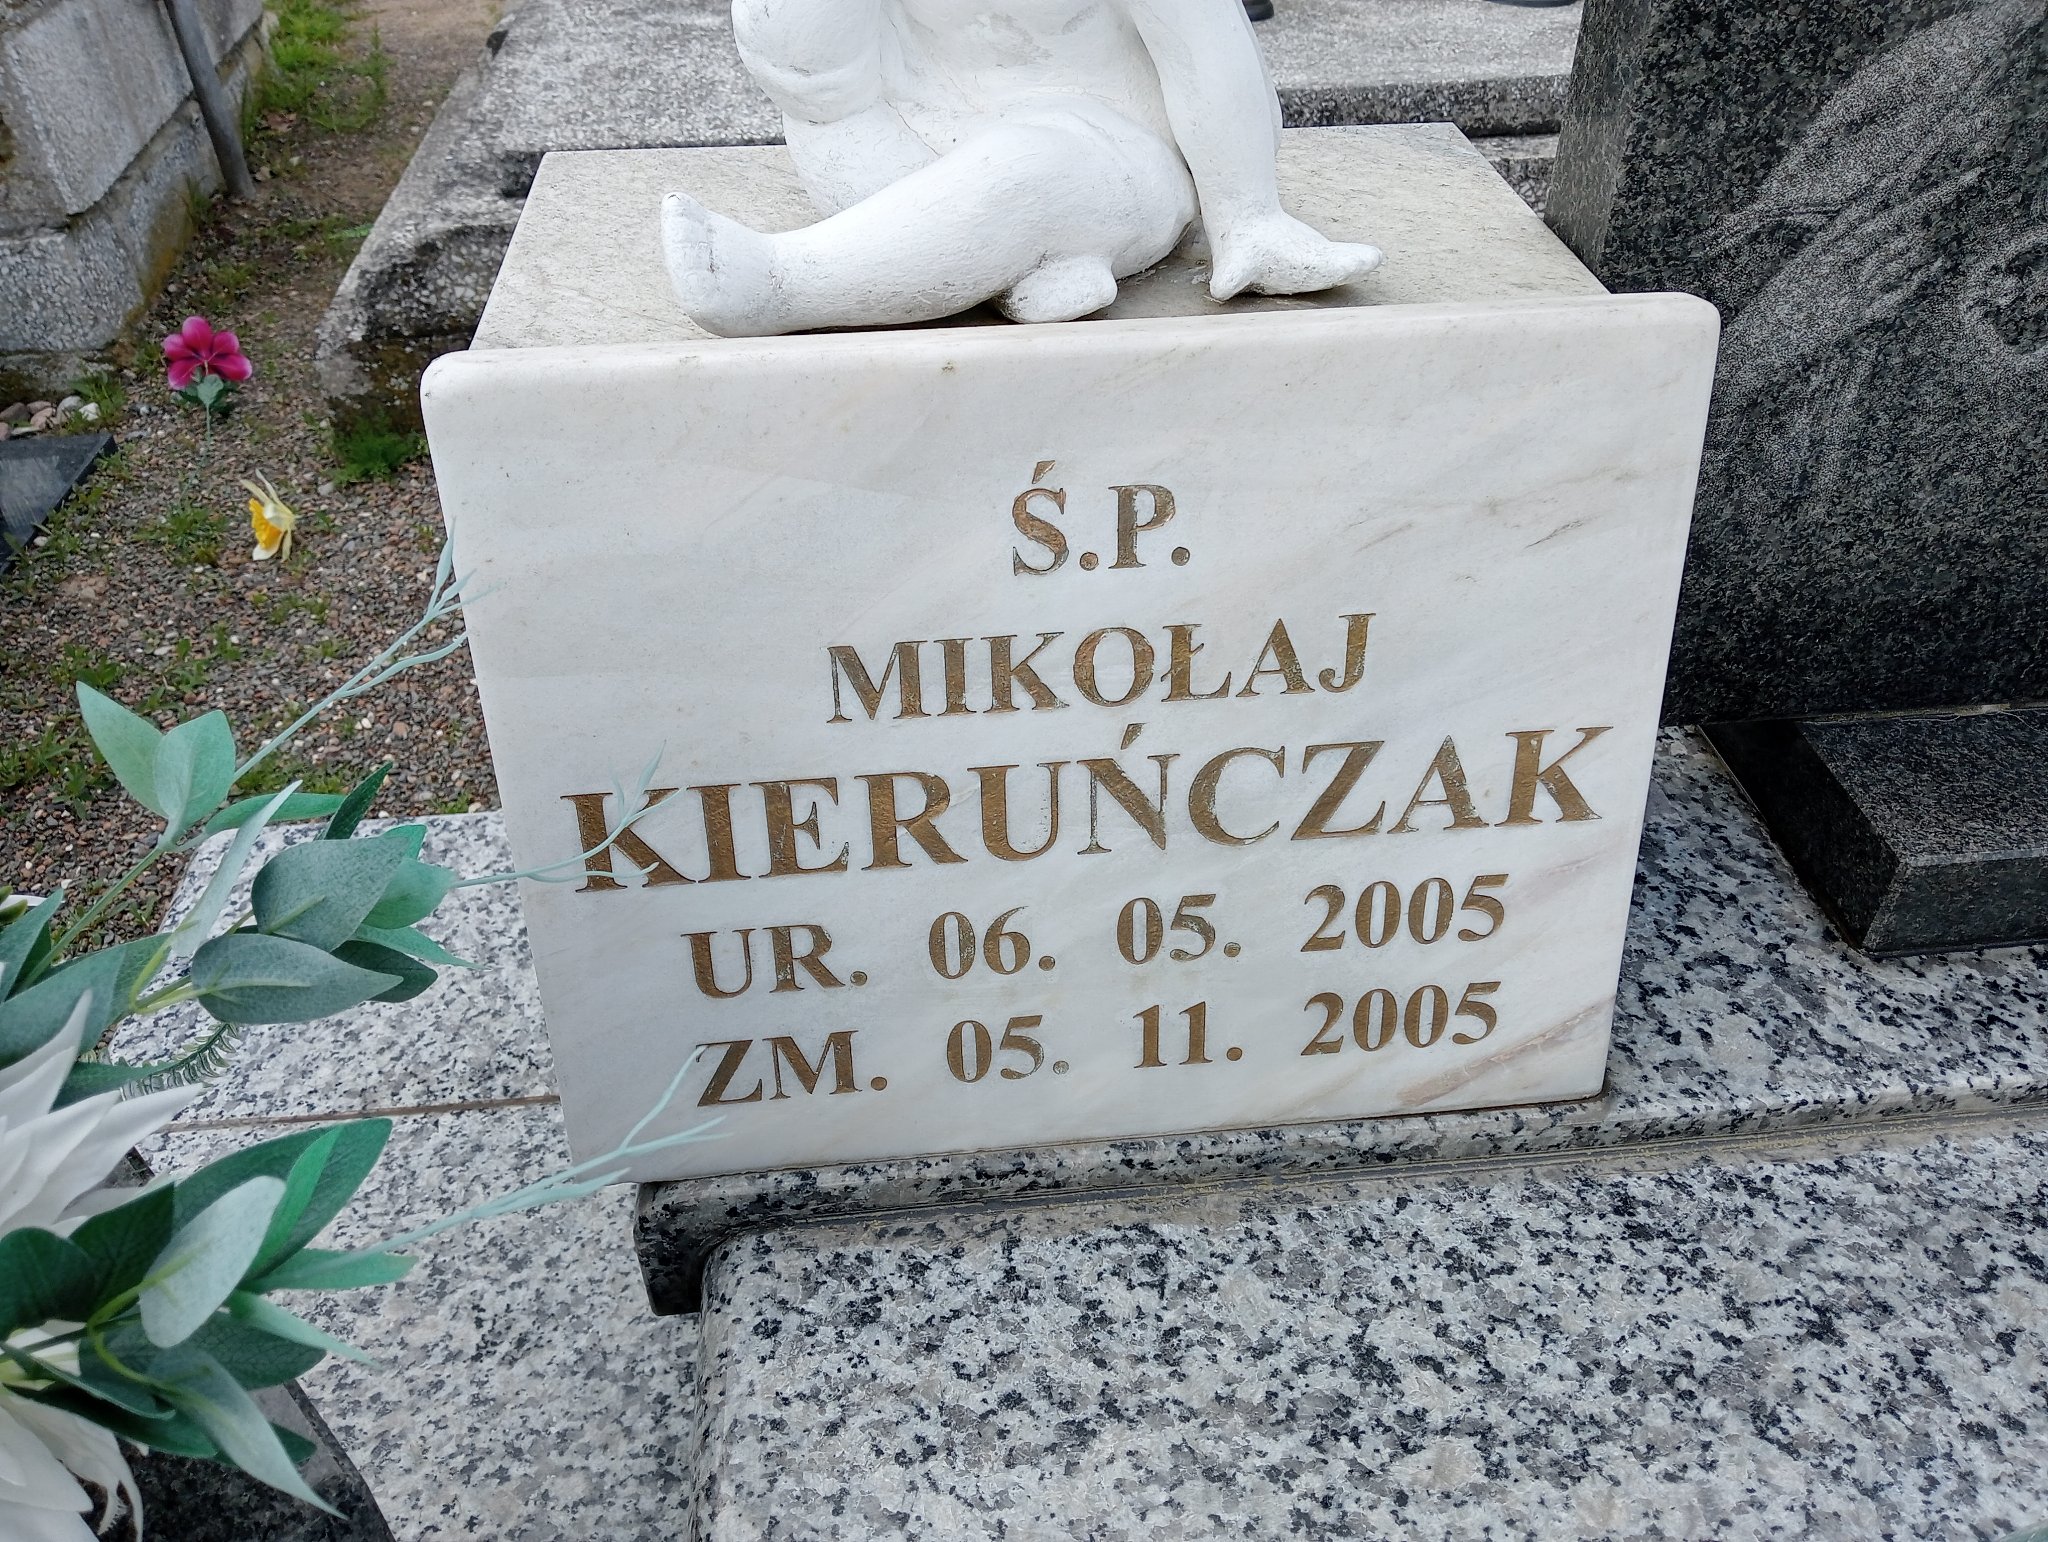 Ś.P.
MIKOŁAJ
KIERUŃCZAK
UR. 06. 05. 2005
ZM. 05. 11. 2005